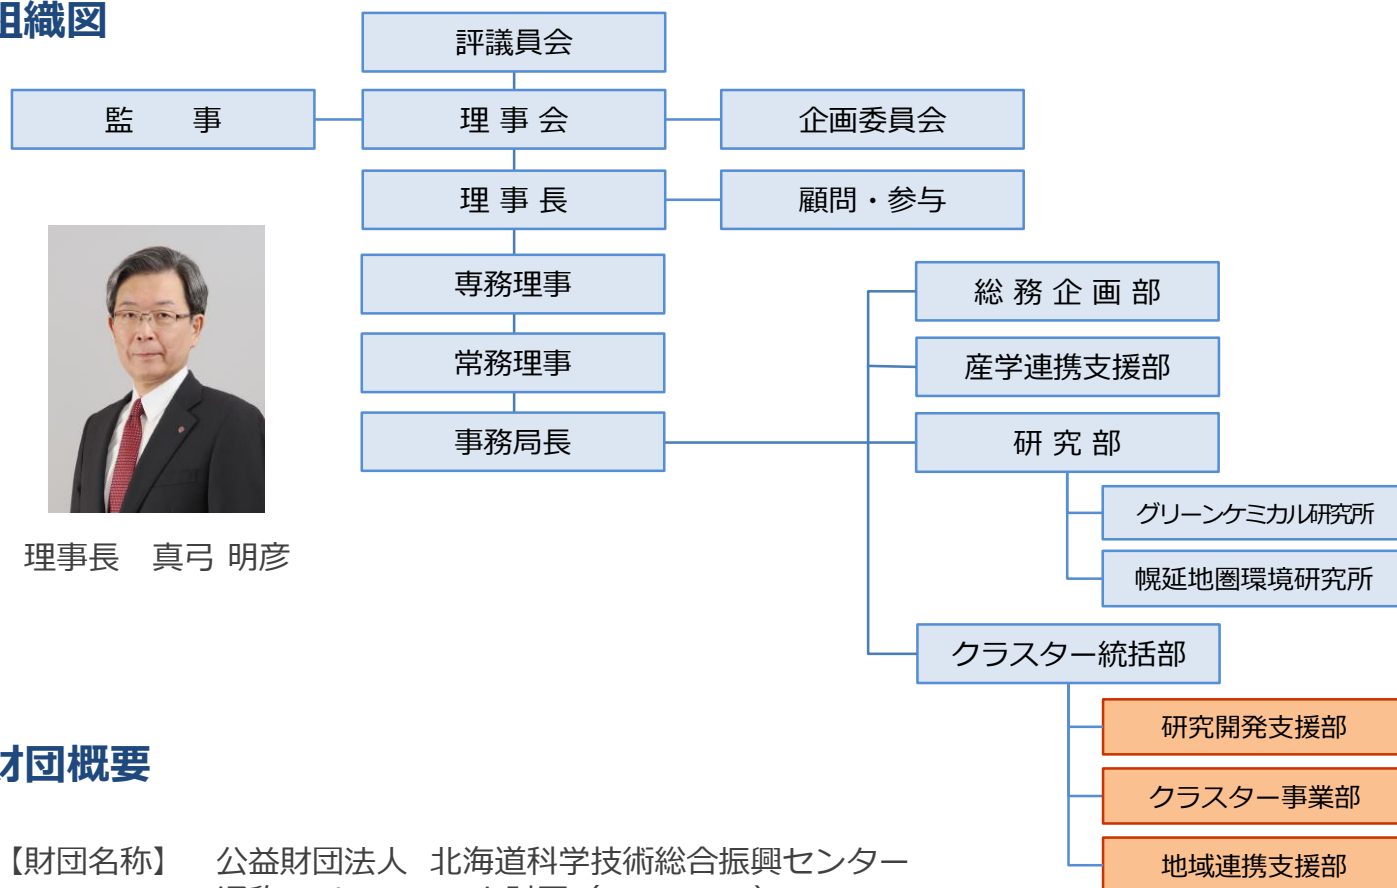 組織図
評議員会
監　　事
理 事 会
企画委員会
理 事 長
顧問・参与
専務理事
総 務 企 画 部
常務理事
産学連携支援部
事務局長
研 究 部
グリーンケミカル研究所
理事長　真弓 明彦
幌延地圏環境研究所
クラスター統括部
研究開発支援部
財団概要
クラスター事業部
【財団名称】　公益財団法人 北海道科学技術総合振興センター
地域連携支援部